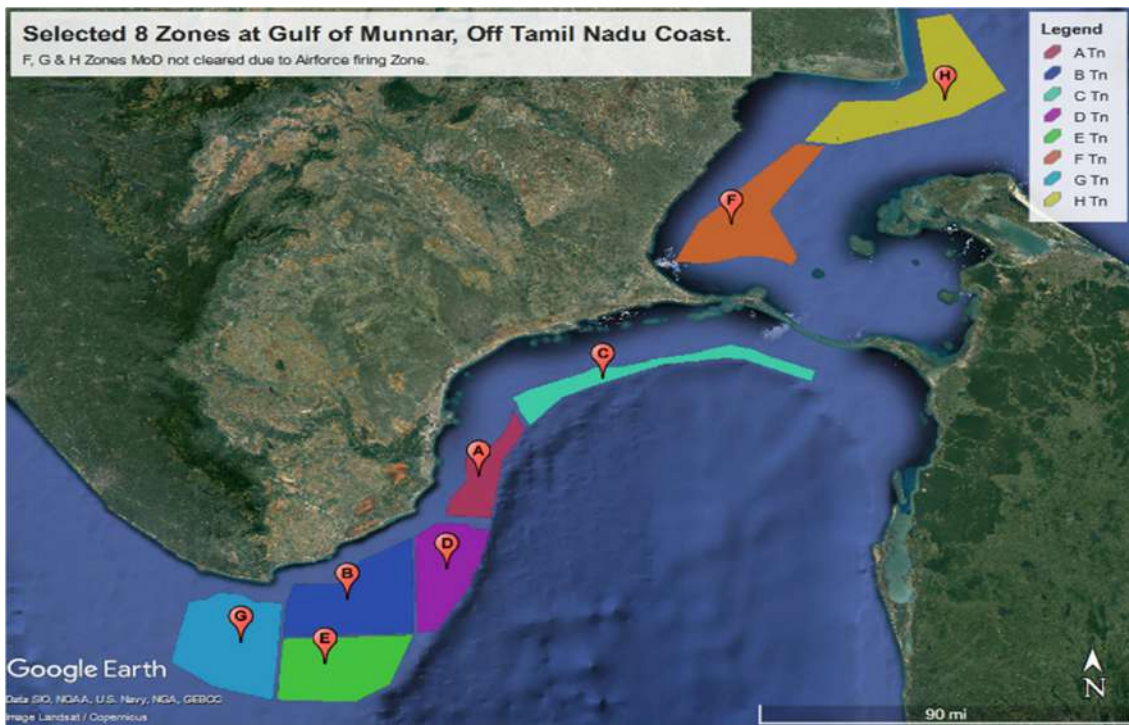 Selected 8 Zones at Gulf of Munnar, Off Tamil Nadu Coast.
F, G & H Zones MoD not cleared due to Airforce firing Zone.
Legend
A Tn
B Tn
C Tn
D Tn
E Tn
F Tn
G Tn
H Tn
H
F
C
A
D
B
G
E
Google Earth
Data SIO, NOAA, U.S. Navy, NGA, GEBCO
Image Landsat / Copernicus
N
90 mi